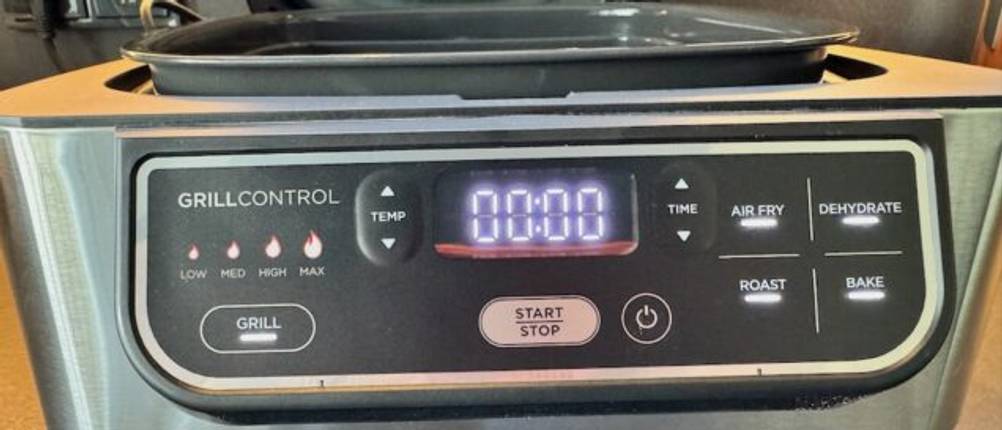 GRILLCONTROL
TEMP
00:00
TIME
AIR FRY
DEHYDRATE
LOW
MED
HIGH
MAX
ROAST
BAKE
GRILL
START
STOP